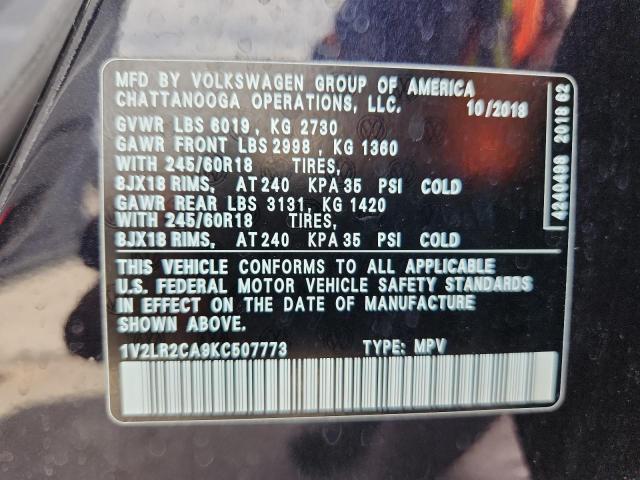 MFD BY VOLKSWAGEN GROUP OF AMERICA
CHATTANOOGA OPERATIONS, LLC. 10/2018
GVWR LBS 6019, KG 2730
GAWR FRONT LBS 2998, KG 1360
WITH 245/60R18 TIRES,
8JX18 RIMS, AT 240 KPA 35 PSI COLD
GAWR REAR LBS 3131, KG 1420
WITH 245/60R18 TIRES,
8JX18 RIMS, AT 240 KPA 35 PSI COLD
THIS VEHICLE CONFORMS TO ALL APPLICABLE
U.S. FEDERAL MOTOR VEHICLE SAFETY STANDARDS
IN EFFECT ON THE DATE OF MANUFACTURE
SHOWN ABOVE.
1V2LR2CA9KC507773 TYPE: MPV
4240498 2018 62